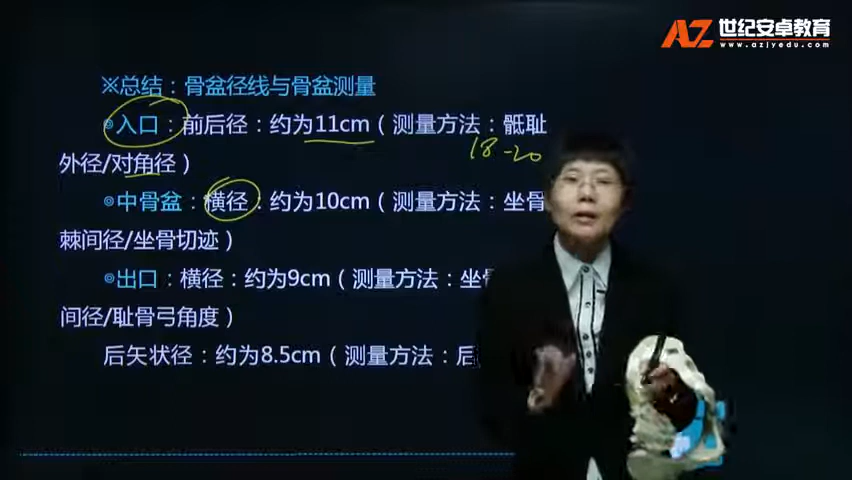 世纪安卓教育
www.azjyedu.com
※总结：骨盆径线与骨盆测量
◎入口：前后径：约为11cm（测量方法：骶耻
18-20
外径/对角径）
◎中骨盆：横径：约为10cm（测量方法：坐骨
棘间径/坐骨切迹）
◎出口：横径：约为9cm（测量方法：坐骨
间径/耻骨弓角度）
后矢状径：约为8.5cm（测量方法：后